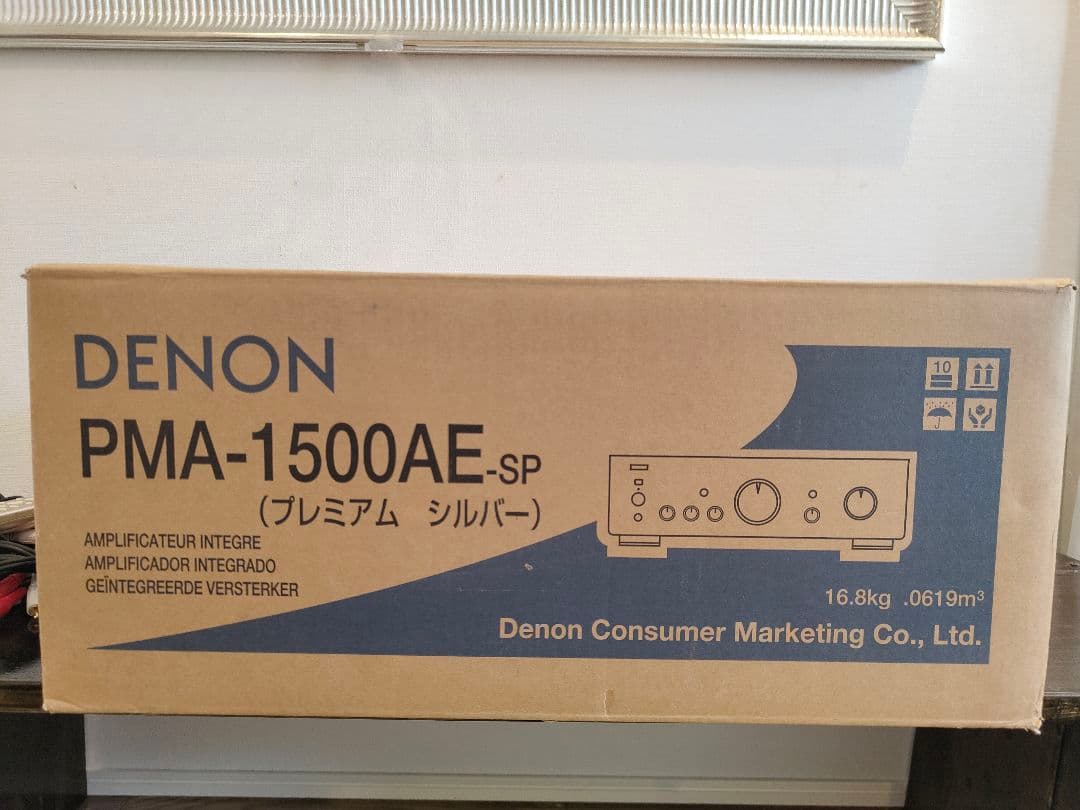 DENON
PMA-1500AE-SP
(プレミアム シルバー)
AMPLIFICATEUR INTEGRE
AMPLIFICADOR INTEGRADO
GEÏNTEGREERDE VERSTERKER
10
16.8kg .0619m³
Denon Consumer Marketing Co., Ltd.